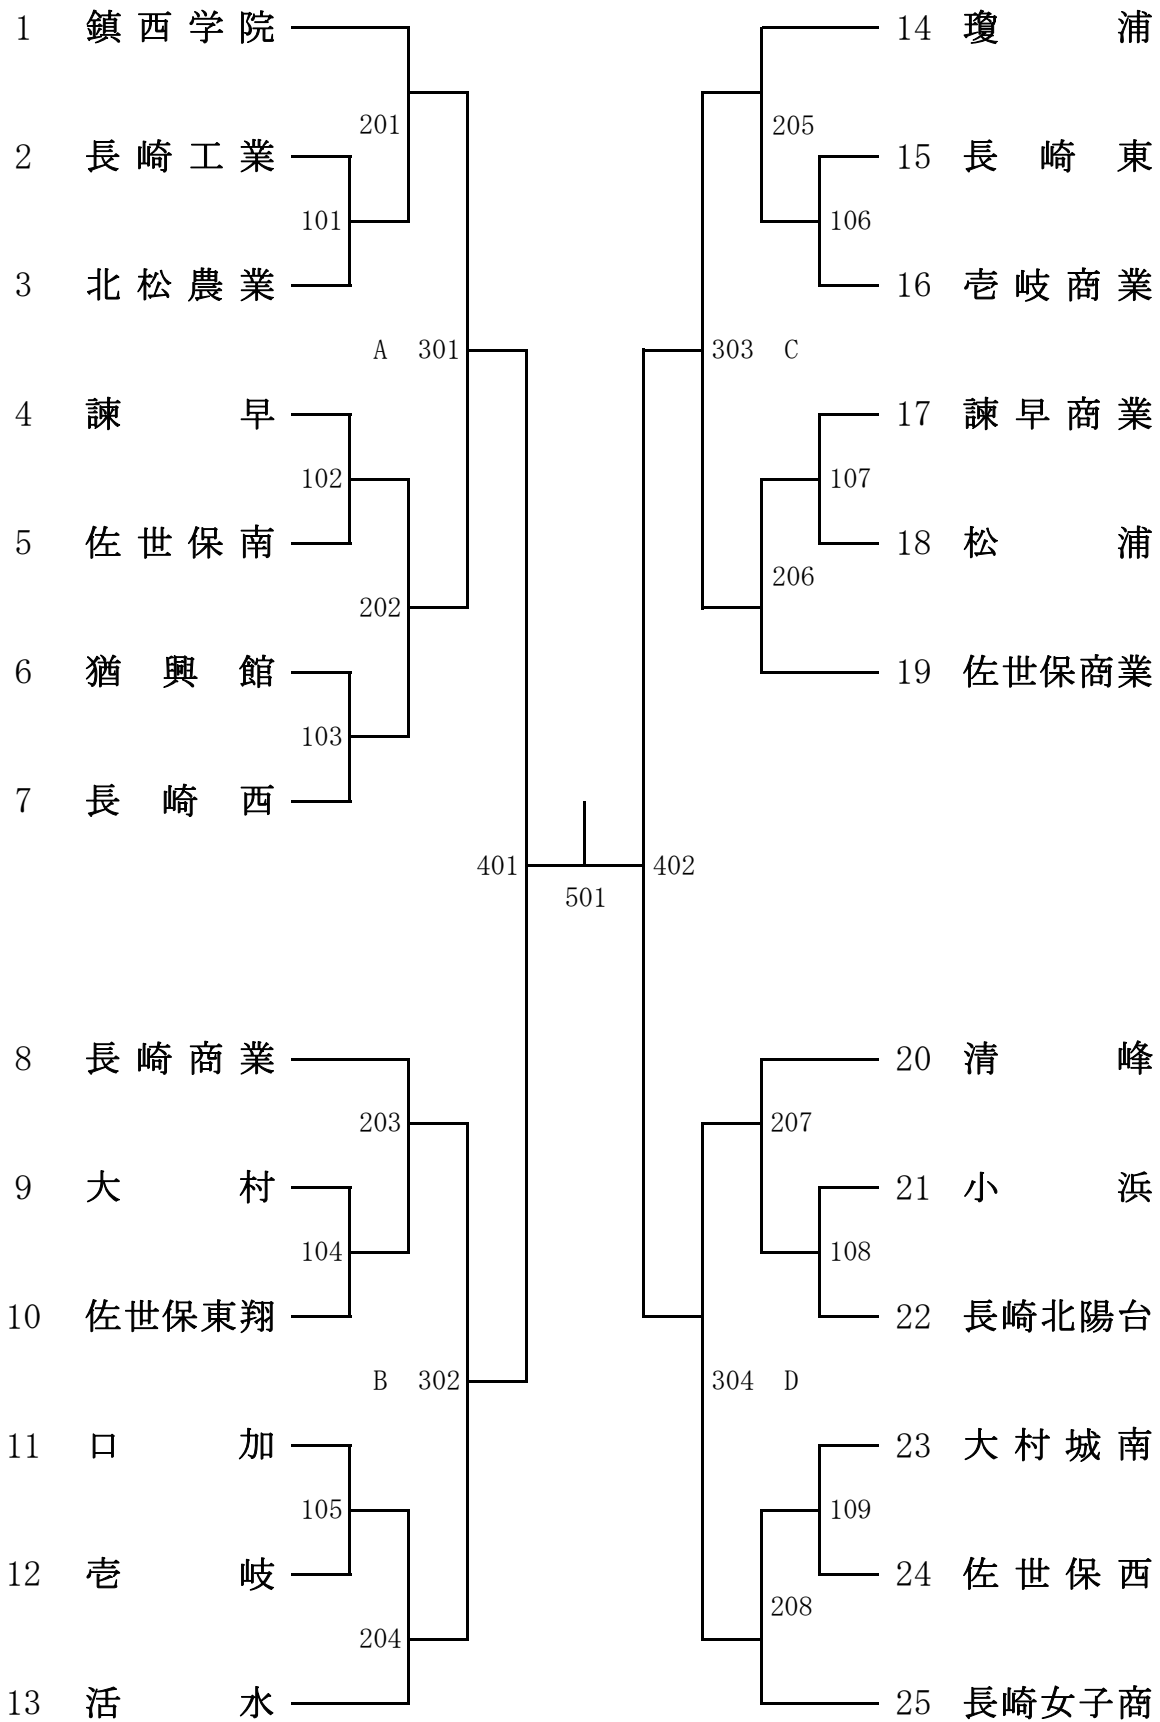 1 鎮西学院
201
2 長崎工業
101
3 北松農業
A 301
4 諫早
102
5 佐世保南
202
6 猶興館
103
7 長崎西
401
501
8 長崎商業
203
9 大村
104
10 佐世保東翔
B 302
11 口加
105
12 壱岐
204
13 活水
14 瓊浦
205
15 長崎東
106
16 壱岐商業
303 C
17 諫早商業
107
18 松浦
206
19 佐世保商業
402
20 清峰
207
21 小浜
108
22 長崎北陽台
304 D
23 大村城南
109
24 佐世保西
208
25 長崎女子商